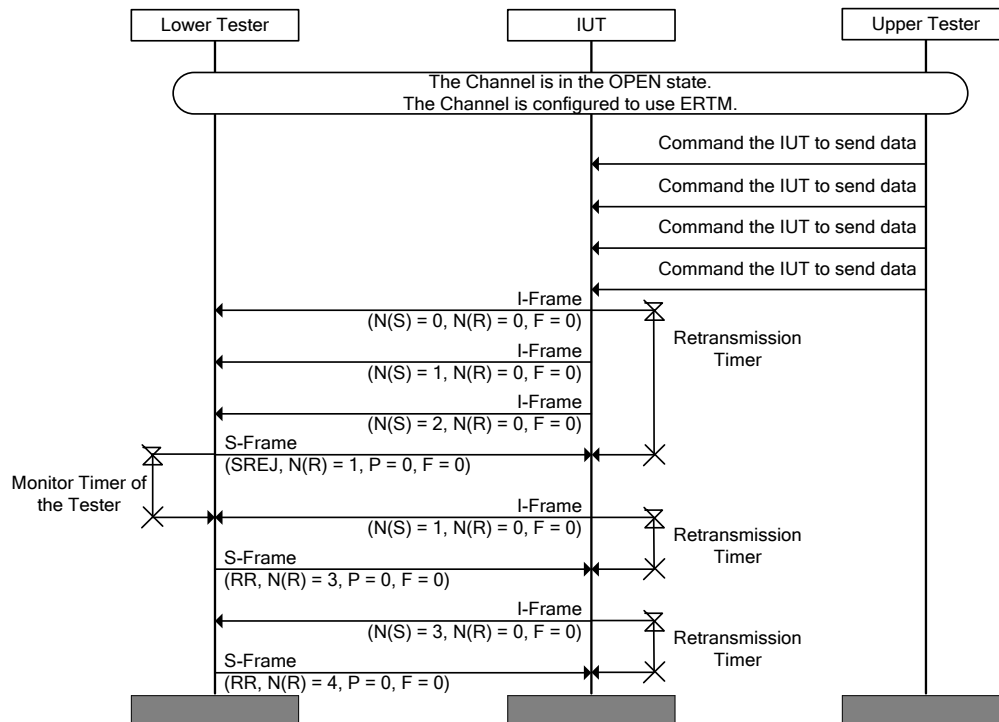 Lower Tester
IUT
Upper Tester
The Channel is in the OPEN state.
The Channel is configured to use ERTM.
Command the IUT to send data
Command the IUT to send data
Command the IUT to send data
Command the IUT to send data
I-Frame
(N(S) = 0, N(R) = 0, F = 0)
Retransmission
Timer
I-Frame
(N(S) = 1, N(R) = 0, F = 0)
I-Frame
(N(S) = 2, N(R) = 0, F = 0)
S-Frame
(SREJ, N(R) = 1, P = 0, F = 0)
Monitor Timer of
the Tester
I-Frame
(N(S) = 1, N(R) = 0, F = 0)
Retransmission
Timer
S-Frame
(RR, N(R) = 3, P = 0, F = 0)
I-Frame
(N(S) = 3, N(R) = 0, F = 0)
Retransmission
Timer
S-Frame
(RR, N(R) = 4, P = 0, F = 0)